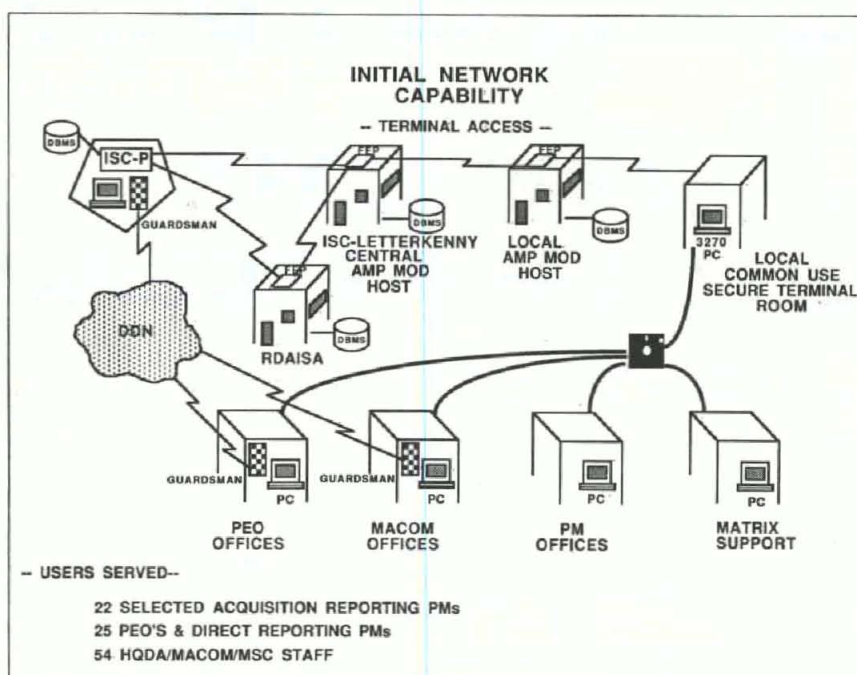 INITIAL NETWORK
CAPABILITY
-- TERMINAL ACCESS --
DBMS
ISC-P
GUARDSMAN
FEP
DBMS
ISC-LETTERKENNY
CENTRAL
AMP MOD
HOST
FEP
DBMS
LOCAL
AMP MOD
HOST
3270
PC
LOCAL
COMMON USE
SECURE TERMINAL
ROOM
FEP
DBMS
RDAISA
DDN
GUARDSMAN
PC
PEO
OFFICES
GUARDSMAN
PC
MACOM
OFFICES
PC
PM
OFFICES
PC
MATRIX
SUPPORT
-- USERS SERVED--
22 SELECTED ACQUISITION REPORTING PMs
25 PEO'S & DIRECT REPORTING PMs
54 HQDA/MACOM/MSC STAFF